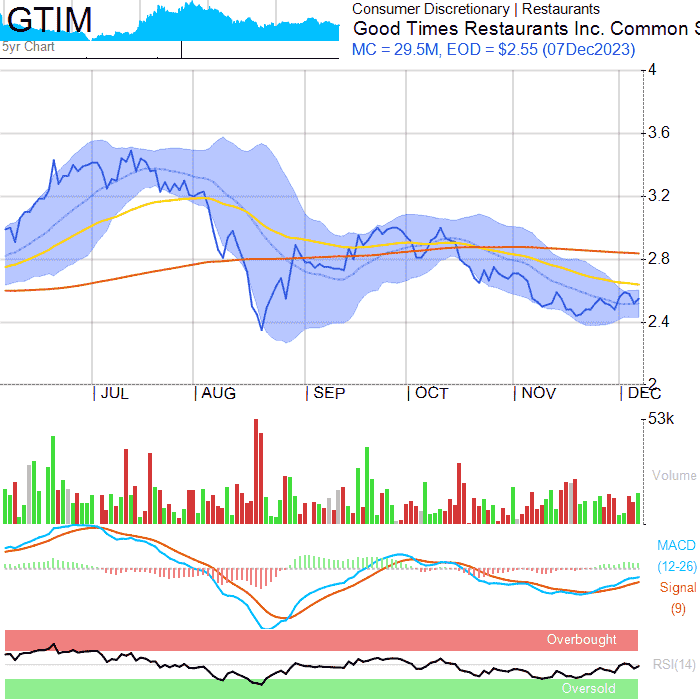 GTIM
5yr Chart
Consumer Discretionary | Restaurants
Good Times Restaurants Inc. Common S
MC = 29.5M, EOD = $2.55 (07Dec2023)
4
3.6
3.2
2.8
2.4
2
JUL AUG SEP OCT NOV DEC
53k
Volume
MACD
(12-26)
Signal
(9)
Overbought
RSI(14)
Oversold